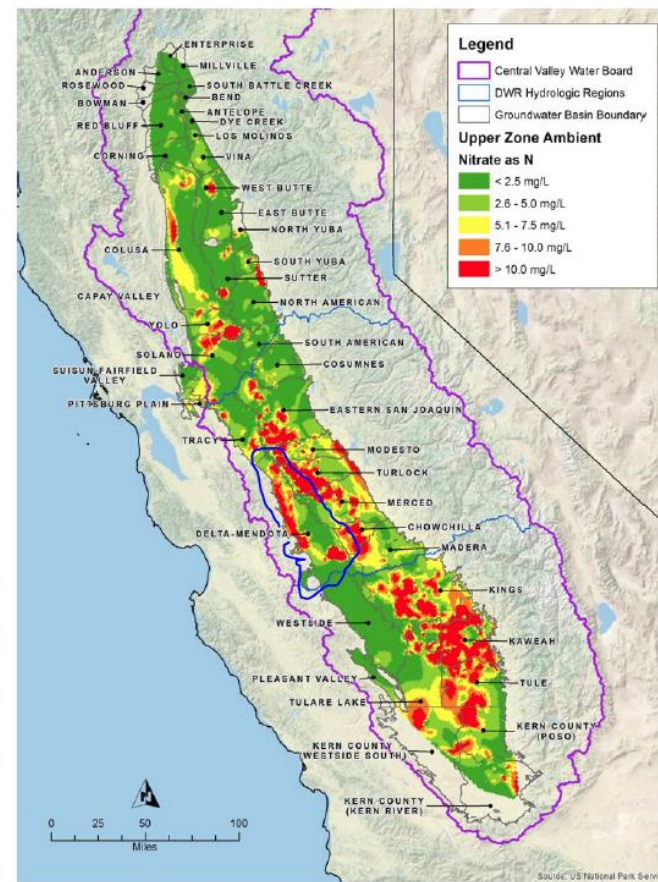 ENTERPRISE
ANDERSON
MILLVILLE
ROSEWOOD
SOUTH BATTLE CREEK
BOWMAN
BEND
ANTELOPE
RED BLUFF
DYE CREEK
LOS MOLINOS
CORNING
VINA
WEST BUTTE
EAST BUTTE
NORTH YUBA
COLUSA
SOUTH YUBA
SUTTER
CAPAY VALLEY
NORTH AMERICAN
YOLO
SOUTH AMERICAN
SOLANO
COSUMNES
SUISUN-FAIRFIELD
VALLEY
PITTSBURG PLAIN
EASTERN SAN JOAQUIN
TRACY
MODESTO
TURLOCK
MERCED
DELTA-MENDOTA
CHOWCHILLA
MADERA
KINGS
WESTSIDE
KAWEAH
PLEASANT VALLEY
TULE
TULARE LAKE
KERN COUNTY
(POSO)
KERN COUNTY
(WESTSIDE SOUTH)
KERN COUNTY
(KERN RIVER)
Legend
Central Valley Water Board
DWR Hydrologic Regions
Groundwater Basin Boundary
Upper Zone Ambient
Nitrate as N
< 2.5 mg/L
2.6 - 5.0 mg/L
5.1 - 7.5 mg/L
7.6 - 10.0 mg/L
> 10.0 mg/L
N
0 25 50 100
Miles
Source: US National Park Serv